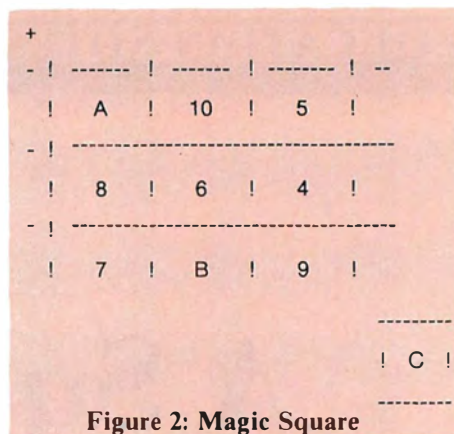 +
- ! ------- ! ------- ! -------- ! --
! A ! 10 ! 5 !
- ! ---------------------------------------
! 8 ! 6 ! 4 !
- ! ---------------------------------------
! 7 ! B ! 9 !
---------
! C !
---------
Figure 2: Magic Square